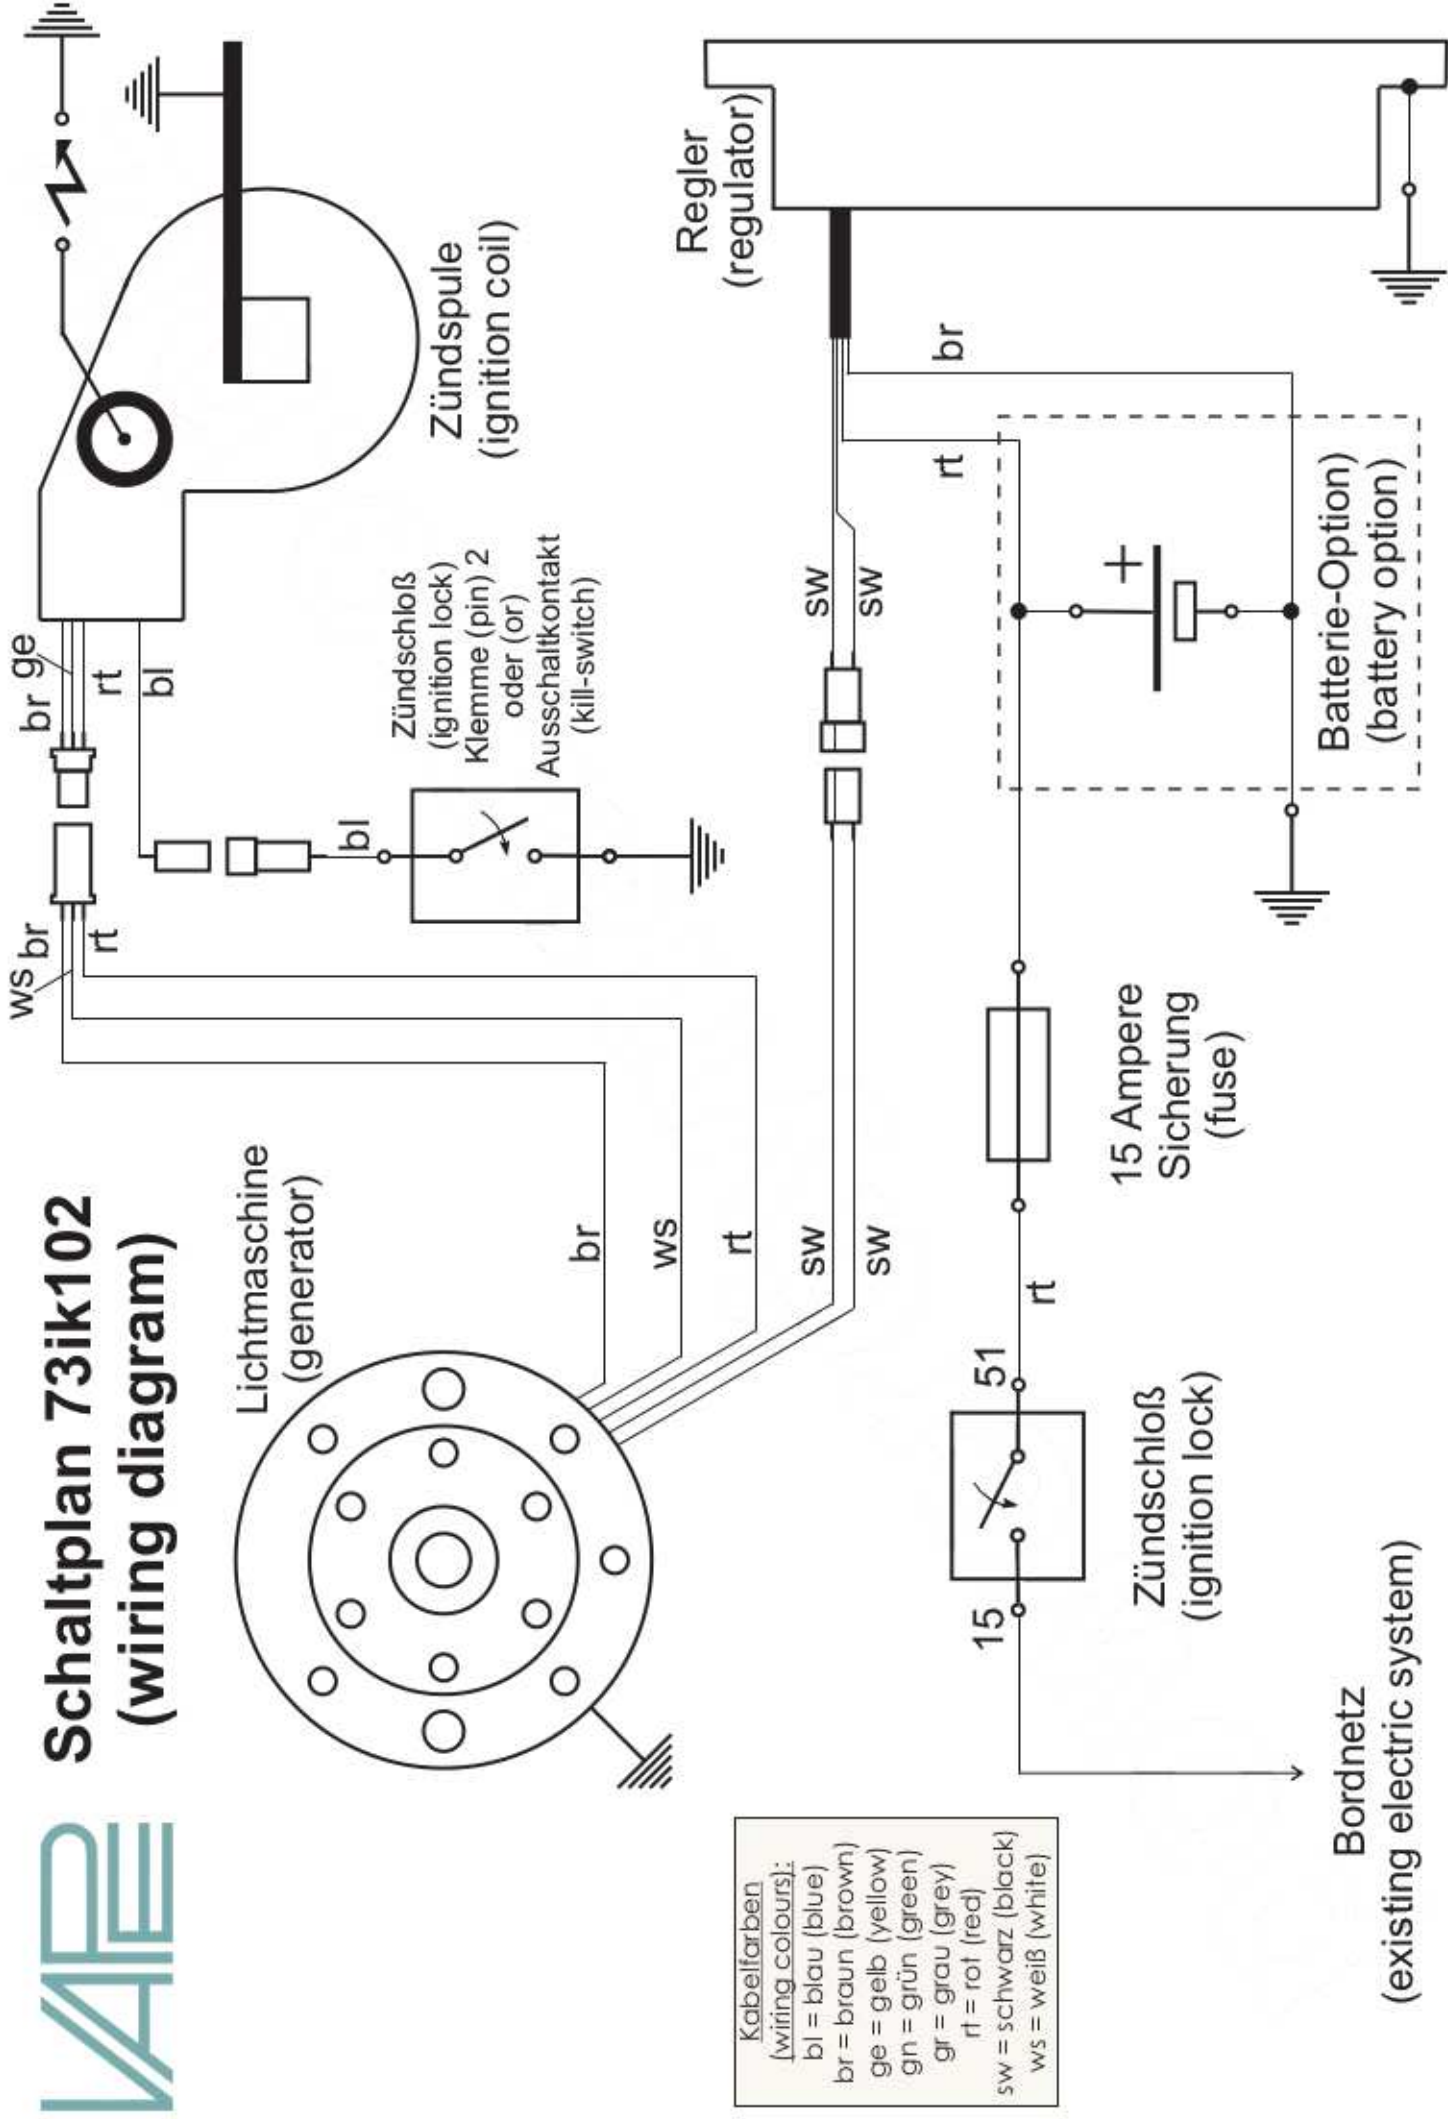 VAPE
Schaltplan 73ik102
(wiring diagram)
Lichtmaschine
(generator)
ws
br
rt
br
ge
rt
bl
bl
Zündspule
(ignition coil)
Zündschloß
(ignition lock)
Klemme (pin) 2
oder (or)
Ausschaltkontakt
(kill-switch)
br
ws
rt
sw
sw
sw
sw
Regler
(regulator)
rt
br
Kabelfarben
(wiring colours):
bl = blau (blue)
br = braun (brown)
ge = gelb (yellow)
gn = grün (green)
gr = grau (grey)
rt = rot (red)
sw = schwarz (black)
ws = weiß (white)
15
51
rt
Zündschloß
(ignition lock)
15 Ampere
Sicherung
(fuse)
+
Batterie-Option)
(battery option)
Bordnetz
(existing electric system)